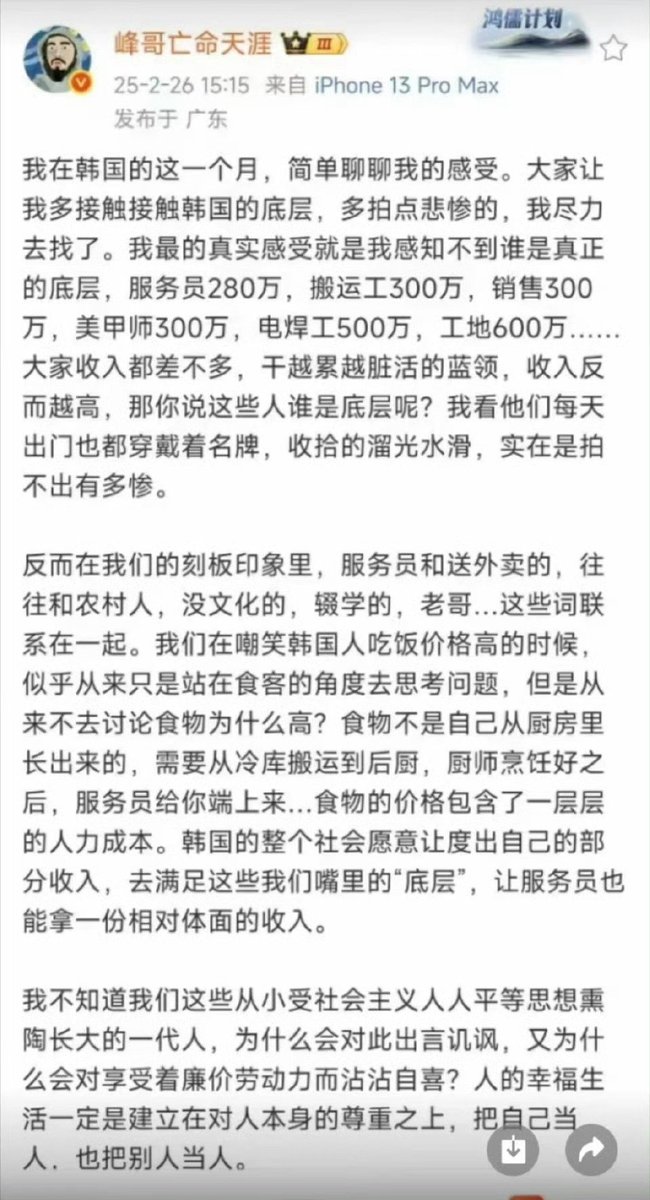 鸿儒计划
峰哥亡命天涯 III
25-2-26 15:15 来自 iPhone 13 Pro Max
发布于 广东
我在韩国的这一个月，简单聊聊我的感受。大家让
我多接触接触韩国的底层，多拍点悲惨的，我尽力
去找了。我最的真实感受就是我感知不到谁是真正
的底层，服务员280万，搬运工300万，销售300
万，美甲师300万，电焊工500万，工地600万……
大家收入都差不多，干越累越脏活的蓝领，收入反
而越高，那你说这些人谁是底层呢？我看他们每天
出门也都穿戴着名牌，收拾的溜光水滑，实在是拍
不出有多惨。
反而在我们的刻板印象里，服务员和送外卖的，往
往和农村人，没文化的，辍学的，老哥...这些词联
系在一起。我们在嘲笑韩国人吃饭价格高的时候，
似乎从来只是站在食客的角度去思考问题，但是从
来不去讨论食物为什么高？食物不是自己从厨房里
长出来的，需要从冷库搬运到后厨，厨师烹饪好之
后，服务员给你端上来...食物的价格包含了一层层
的人力成本。韩国的整个社会愿意让度出自己的部
分收入，去满足这些我们嘴里的“底层”，让服务员也
能拿一份相对体面的收入。
我不知道我们这些从小受社会主义人人平等思想熏
陶长大的一代人，为什么会对此出言讥讽，又为什
么会对享受着廉价劳动力而沾沾自喜？人的幸福生
活一定是建立在对人本身的尊重之上，把自己当
人，也把别人当人。